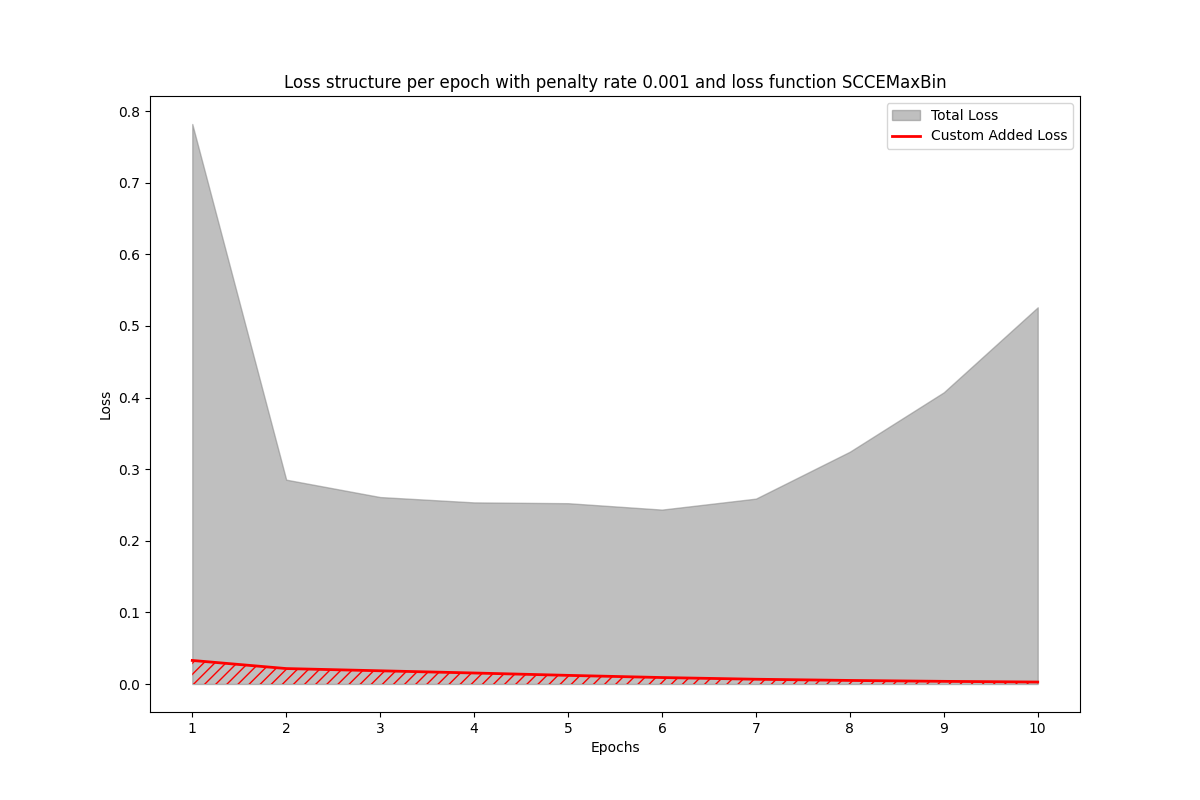 Loss structure per epoch with penalty rate 0.001 and loss function SCCEMaxBin
Total Loss
Custom Added Loss
0.8
0.7
0.6
0.5
0.4
0.3
0.2
0.1
0.0
Loss
1 2 3 4 5 6 7 8 9 10
Epochs